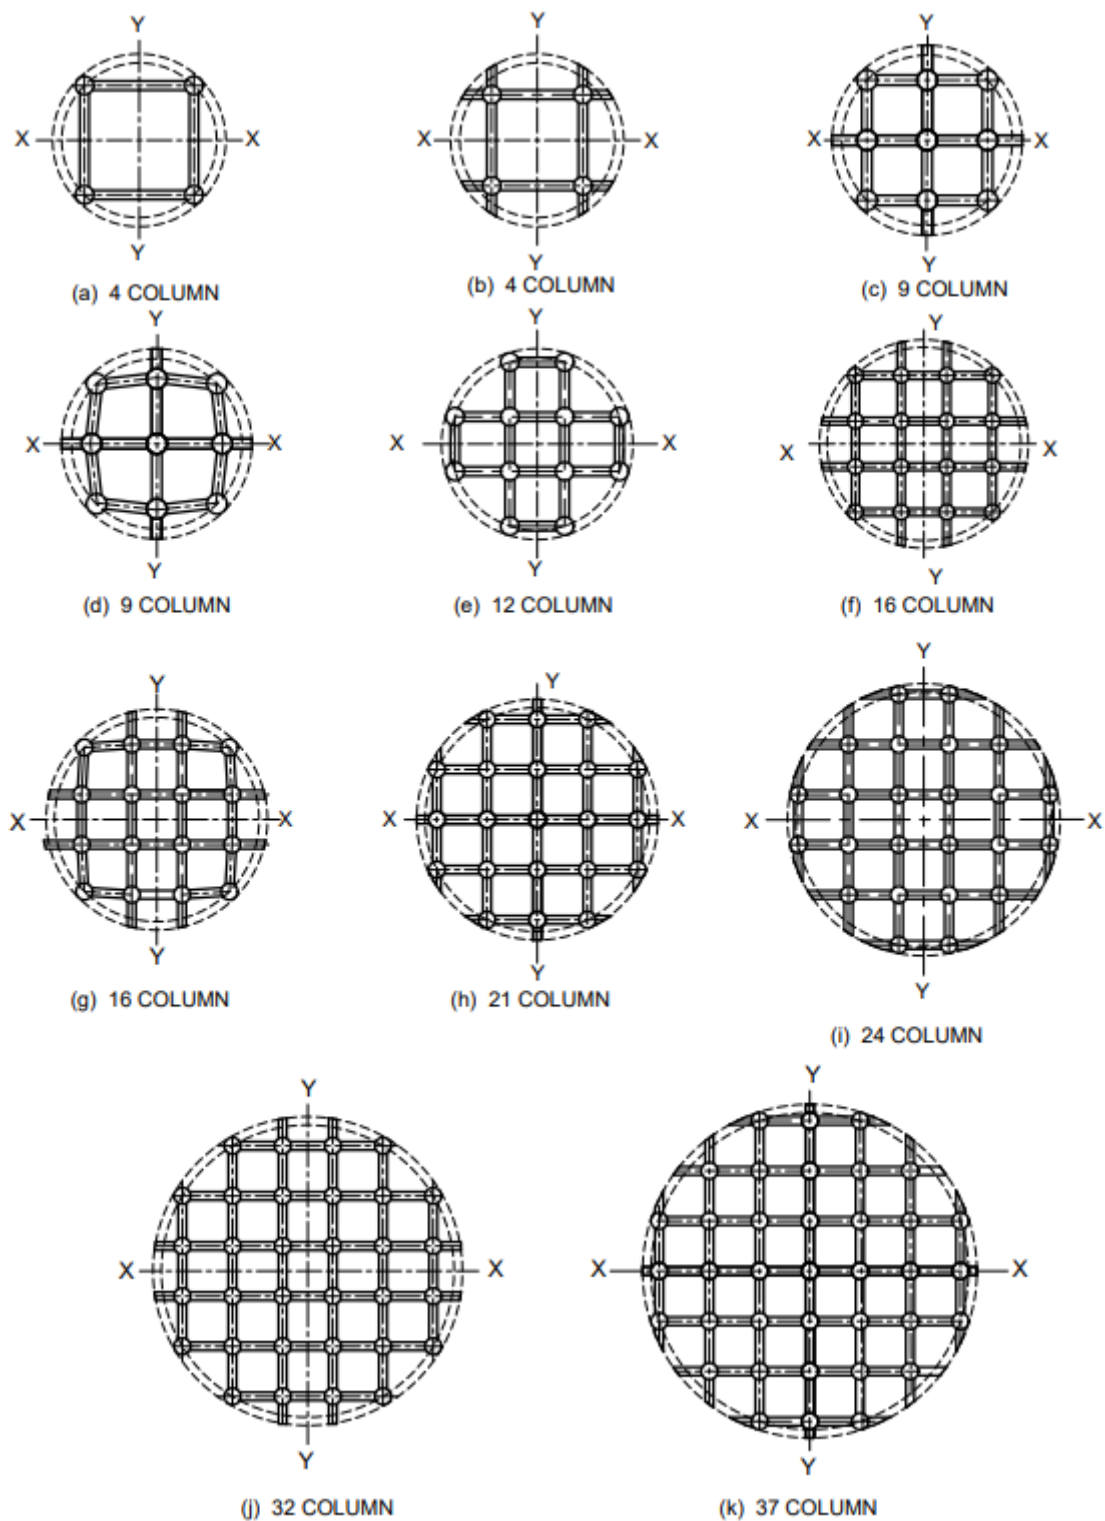 Y Y Y
X X X X X
Y Y Y
(a) 4 COLUMN (b) 4 COLUMN (c) 9 COLUMN
Y Y Y
X X X X X X
Y Y Y
(d) 9 COLUMN (e) 12 COLUMN (f) 16 COLUMN
Y Y Y
X X X X X X
Y Y Y
(g) 16 COLUMN (h) 21 COLUMN (i) 24 COLUMN
Y Y
X X X X
Y Y
(j) 32 COLUMN (k) 37 COLUMN